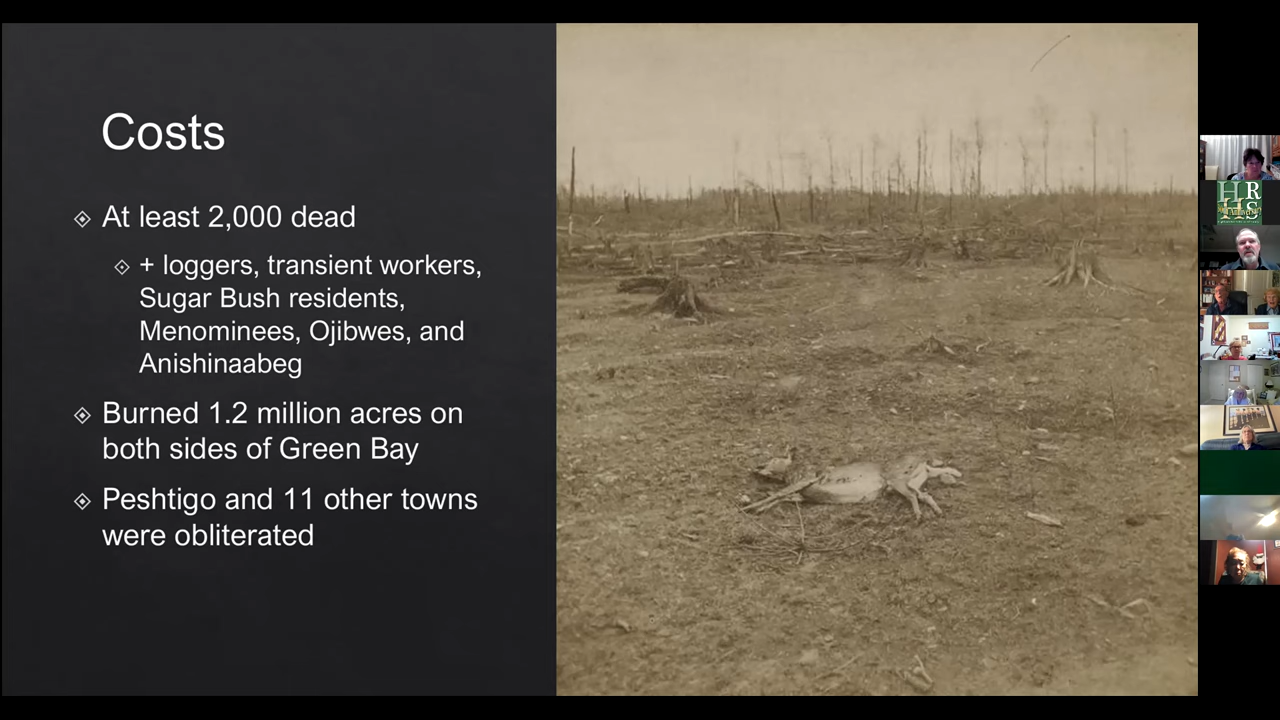 Costs
At least 2,000 dead
+ loggers, transient workers,
Sugar Bush residents,
Menominees, Ojibwes, and
Anishinaabeg
Burned 1.2 million acres on
both sides of Green Bay
Peshtigo and 11 other towns
were obliterated
H R
H S